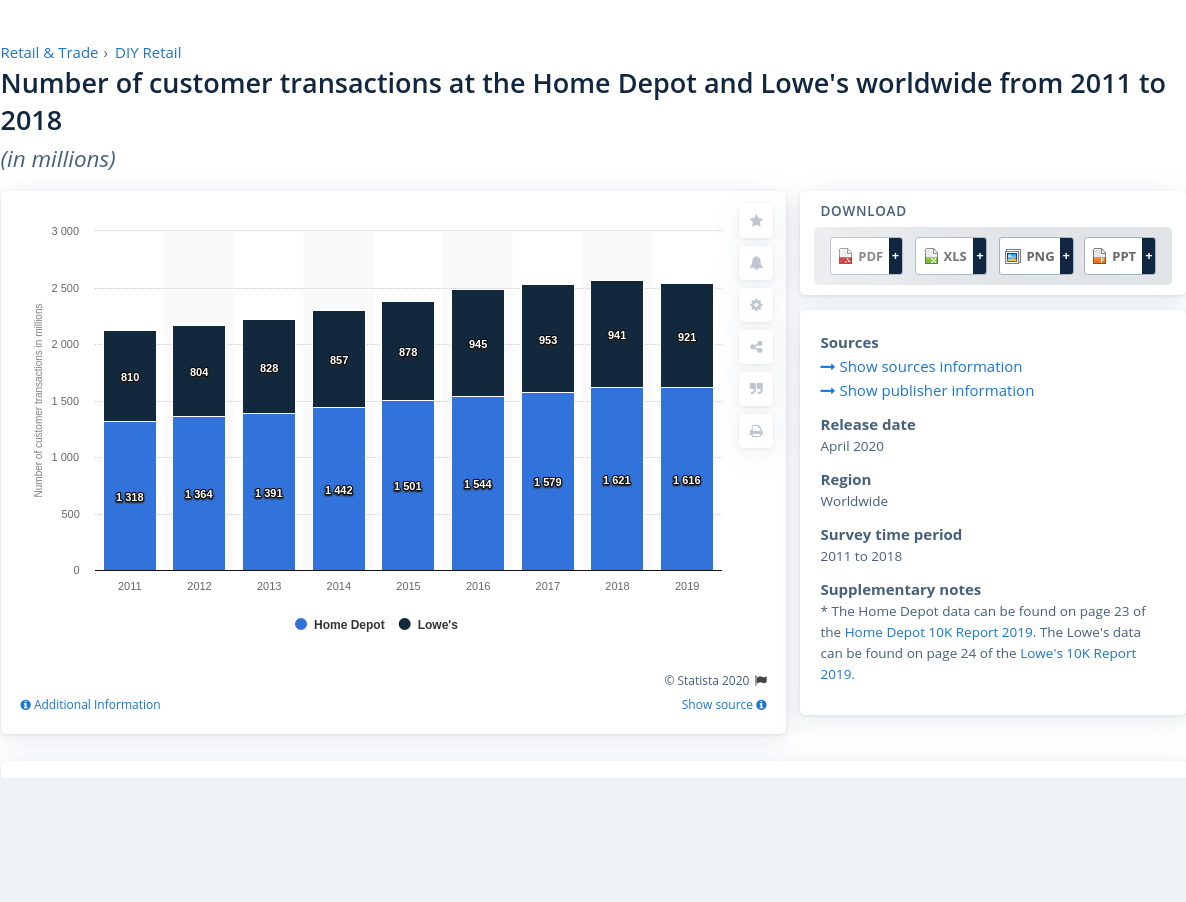 Retail & Trade › DIY Retail
Number of customer transactions at the Home Depot and Lowe's worldwide from 2011 to
2018
(in millions)
DOWNLOAD
PDF +
XLS +
PNG +
PPT +
3 000
2 500
2 000
1 500
1 000
500
0
Number of customer transactions in millions
810
804
828
857
878
945
953
941
921
1 318
1 364
1 391
1 442
1 501
1 544
1 579
1 621
1 616
2011
2012
2013
2014
2015
2016
2017
2018
2019
Home Depot
Lowe's
© Statista 2020
Additional Information
Show source
Sources
Show sources information
Show publisher information
Release date
April 2020
Region
Worldwide
Survey time period
2011 to 2018
Supplementary notes
* The Home Depot data can be found on page 23 of
the Home Depot 10K Report 2019. The Lowe's data
can be found on page 24 of the Lowe's 10K Report
2019.